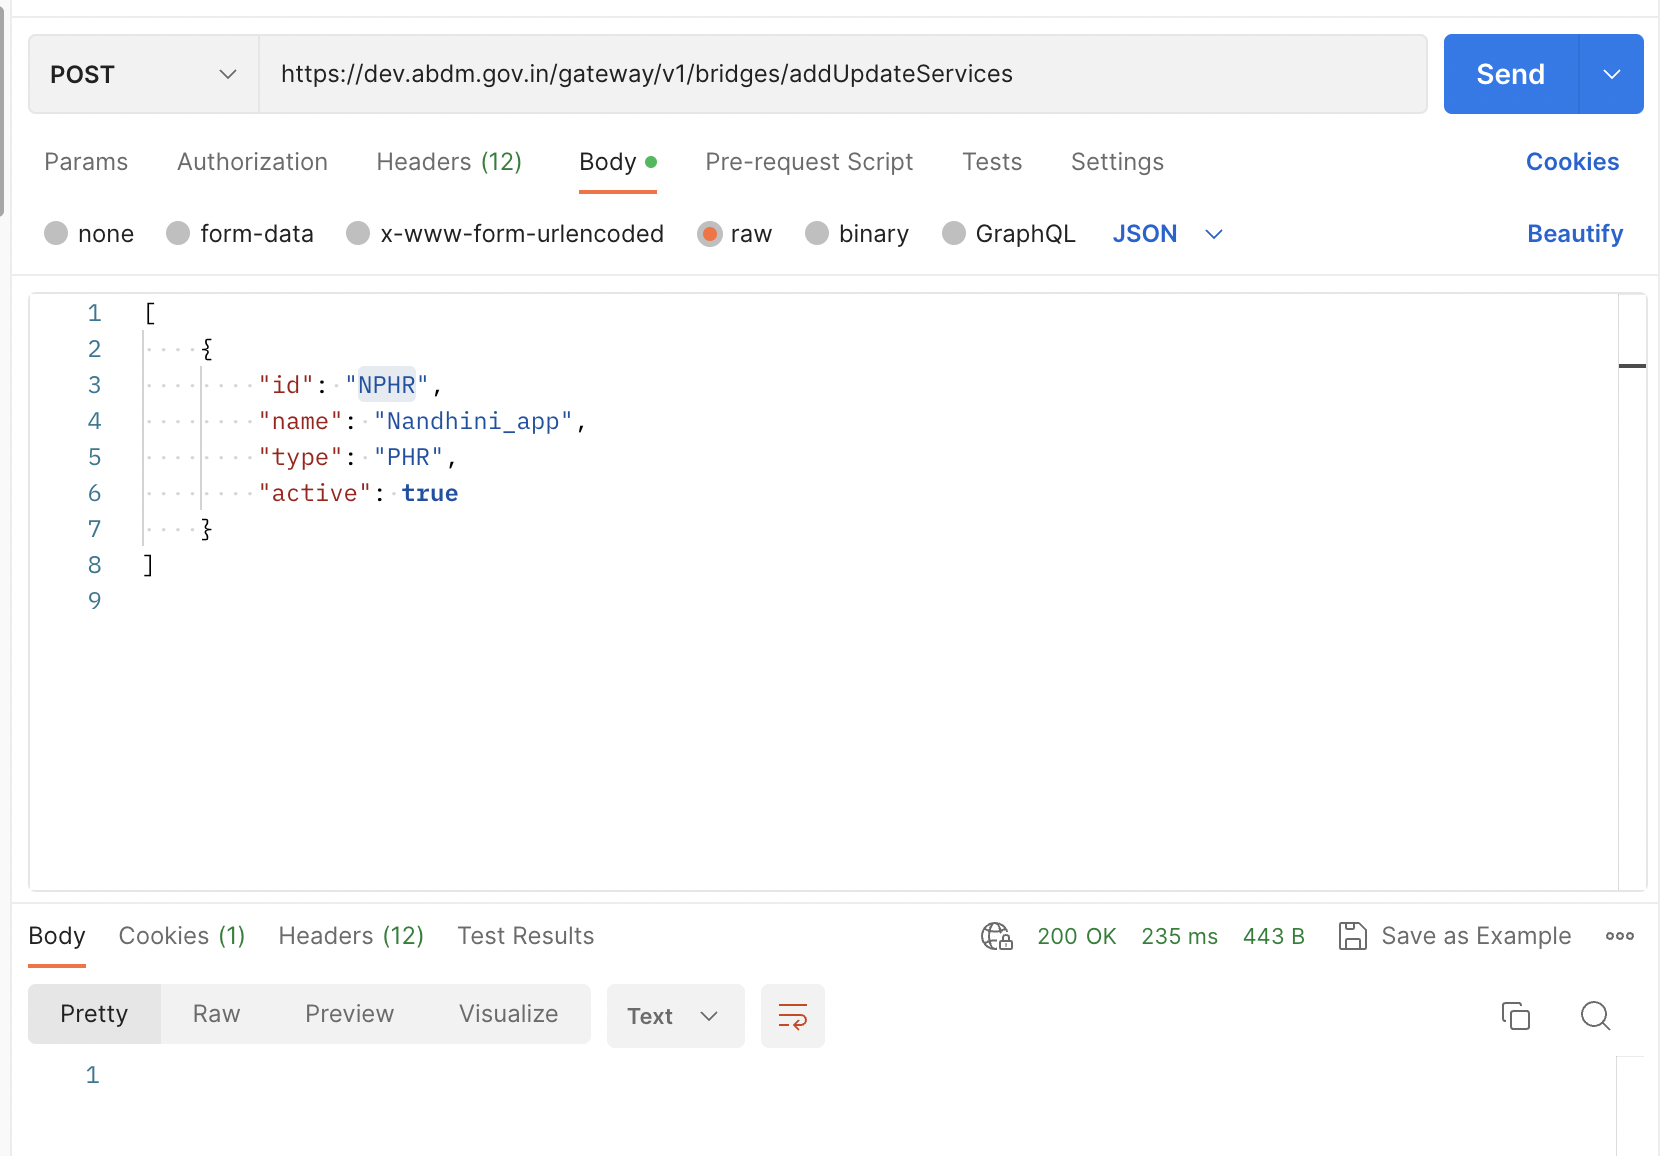 POST https://dev.abdm.gov.in/gateway/v1/bridges/addUpdateServices Send
Params Authorization Headers (12) Body Pre-request Script Tests Settings Cookies
none form-data x-www-form-urlencoded raw binary GraphQL JSON Beautify
1 [
2 {
3 "id": "NPHR",
4 "name": "Nandhini_app",
5 "type": "PHR",
6 "active": true
7 }
8 ]
9
Body Cookies (1) Headers (12) Test Results 200 OK 235 ms 443 B Save as Example
Pretty Raw Preview Visualize Text
1